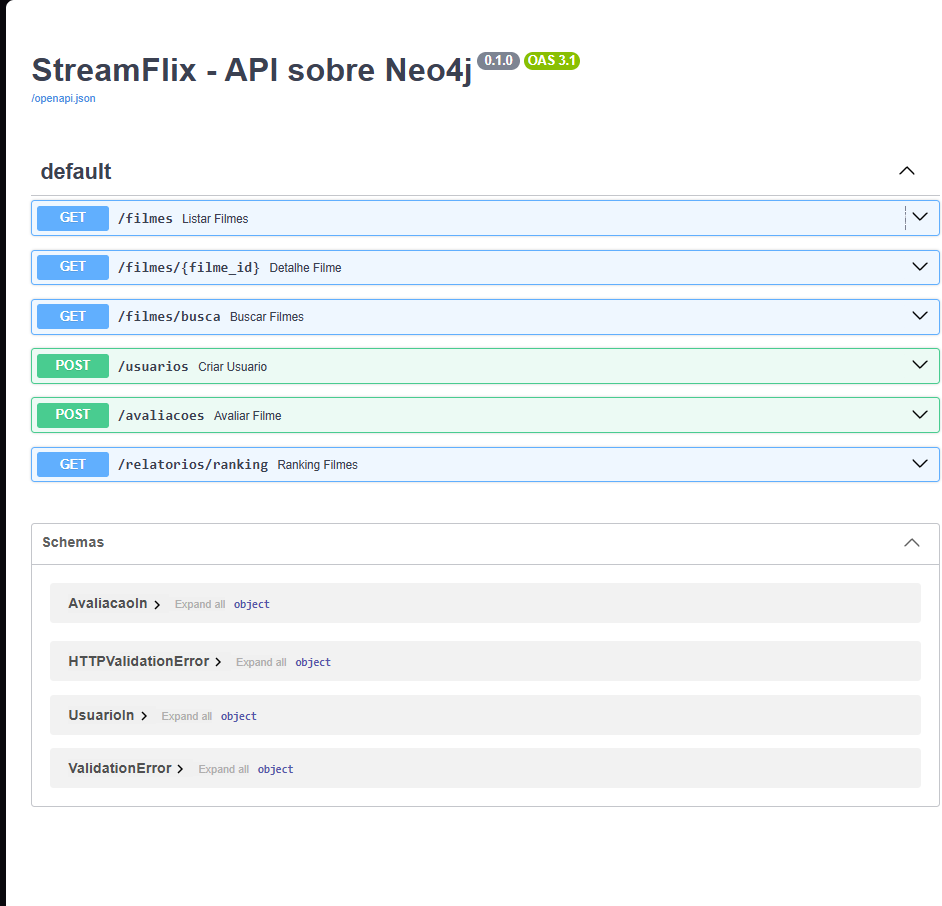 StreamFlix - API sobre Neo4j 0.1.0 OAS 3.1
/openapi.json
default
GET /filmes Listar Filmes
GET /filmes/{filme_id} Detalhe Filme
GET /filmes/busca Buscar Filmes
POST /usuarios Criar Usuario
POST /avaliacoes Avaliar Filme
GET /relatorios/ranking Ranking Filmes
Schemas
AvaliacaoIn Expand all object
HTTPValidationError Expand all object
UsuarioIn Expand all object
ValidationError Expand all object